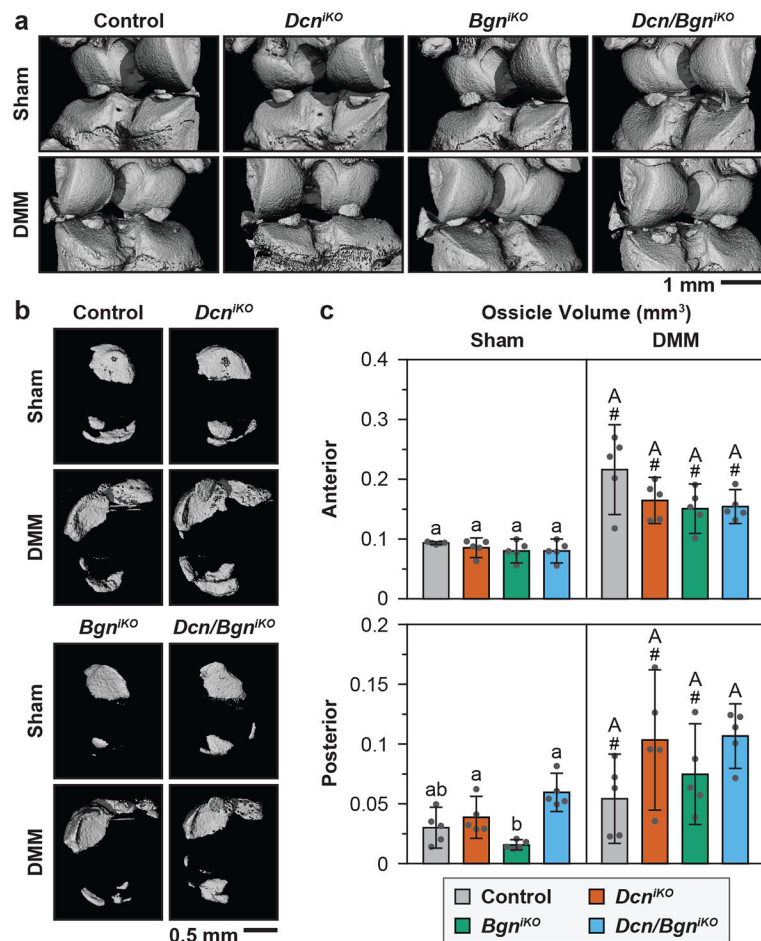 a
Control Dcn^iKO Bgn^iKO Dcn/Bgn^iKO
Sham
DMM
1 mm
b
Control Dcn^iKO
Sham
DMM
Bgn^iKO Dcn/Bgn^iKO
Sham
DMM
0.5 mm
c
Ossicle Volume (mm³)
Sham DMM
Anterior
0.4
0.3
0.2
0.1
0
a a a a
A A A A
# # # #
Posterior
0.2
0.15
0.1
0.05
0
ab a b a
A A A A
# # #
Control Dcn^iKO
Bgn^iKO Dcn/Bgn^iKO